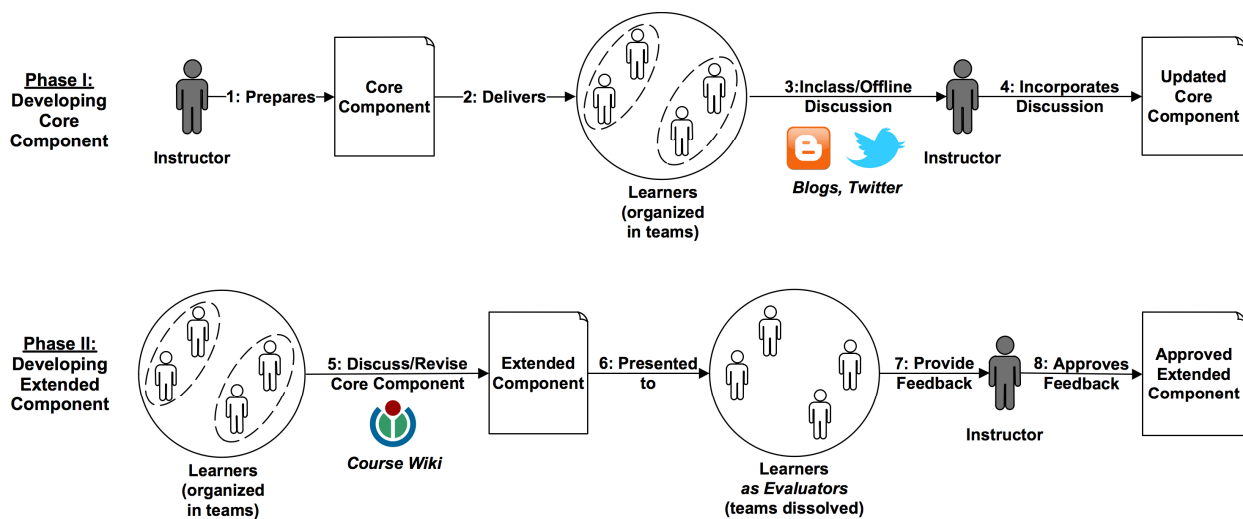 Phase I:
Developing
Core
Component
Instructor
1: Prepares
Core
Component
2: Delivers
Learners
(organized
in teams)
3:Inclass/Offline
Discussion
Blogs, Twitter
Instructor
4: Incorporates
Discussion
Updated
Core
Component
Phase II:
Developing
Extended
Component
Learners
(organized
in teams)
5: Discuss/Revise
Core Component
Course Wiki
Extended
Component
6: Presented
to
Learners
as Evaluators
(teams dissolved)
7: Provide
Feedback
Instructor
8: Approves
Feedback
Approved
Extended
Component